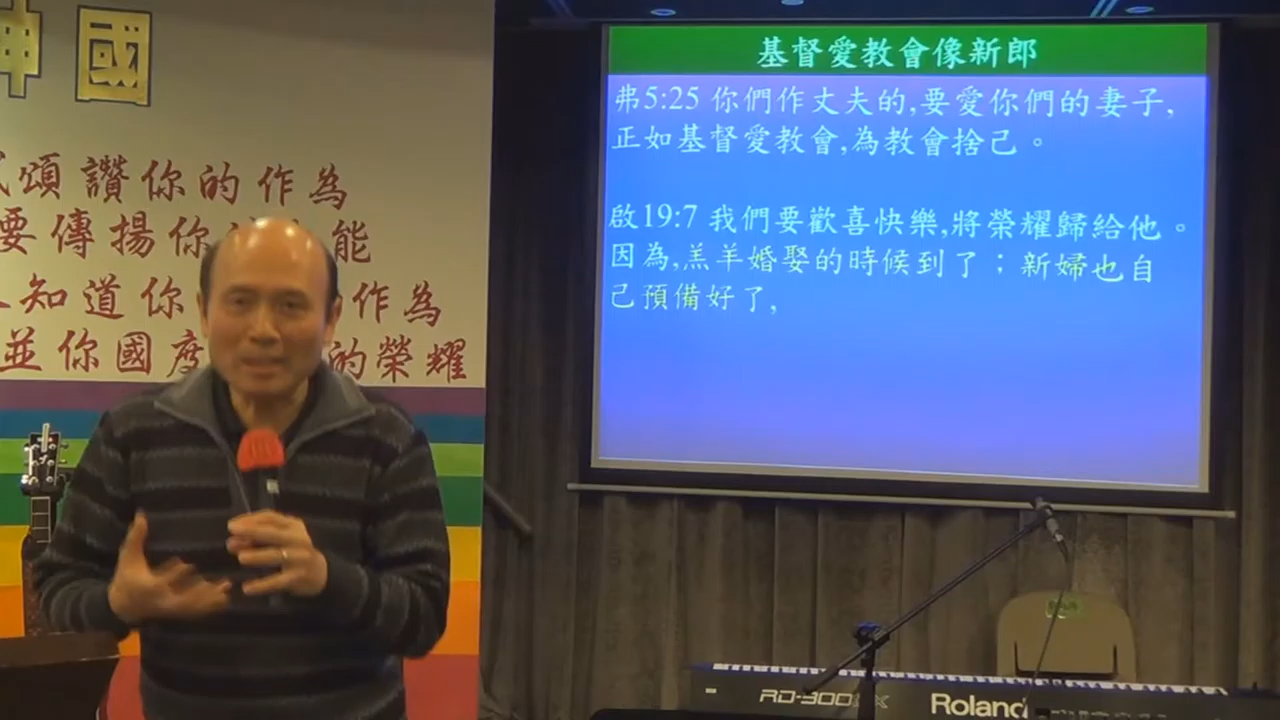 神國
頌讚你的作為
要傳揚你 能
知道你 作為
並你國度 的榮耀
基督愛教會像新郎
弗5:25 你們作丈夫的,要愛你們的妻子,
正如基督愛教會,為教會捨己。
啟19:7 我們要歡喜快樂,將榮耀歸給他。
因為,羔羊婚娶的時候到了；新婦也自
己預備好了,
RD-300GX
Roland